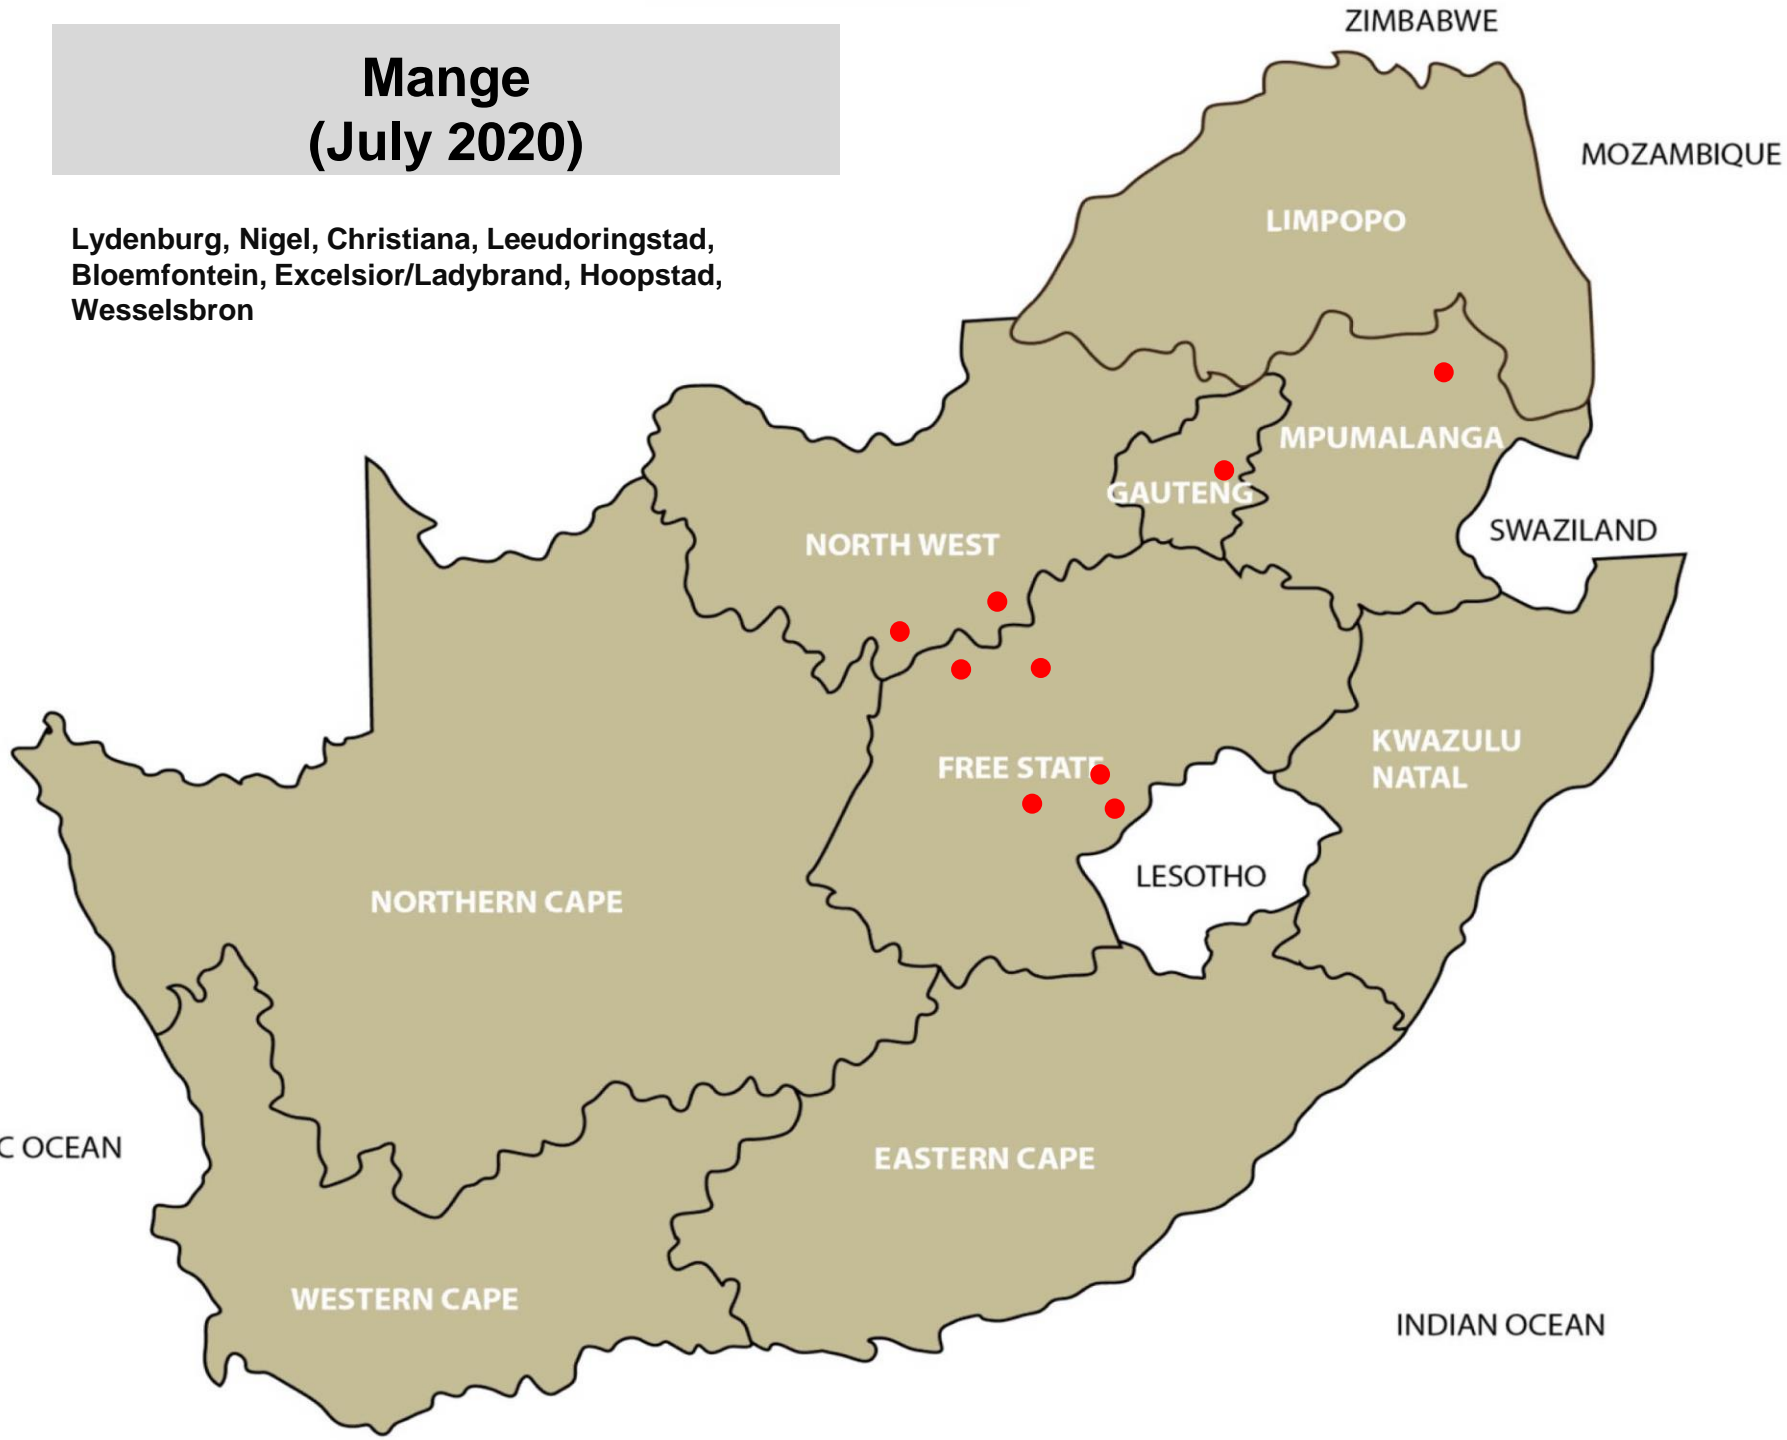 Mange
(July 2020)
Lydenburg, Nigel, Christiana, Leeudoringstad,
Bloemfontein, Excelsior/Ladybrand, Hoopstad,
Wesselsbron
ZIMBABWE
MOZAMBIQUE
LIMPOPO
MPUMALANGA
GAUTENG
SWAZILAND
NORTH WEST
KWAZULU
NATAL
FREE STATE
LESOTHO
NORTHERN CAPE
C OCEAN
EASTERN CAPE
WESTERN CAPE
INDIAN OCEAN